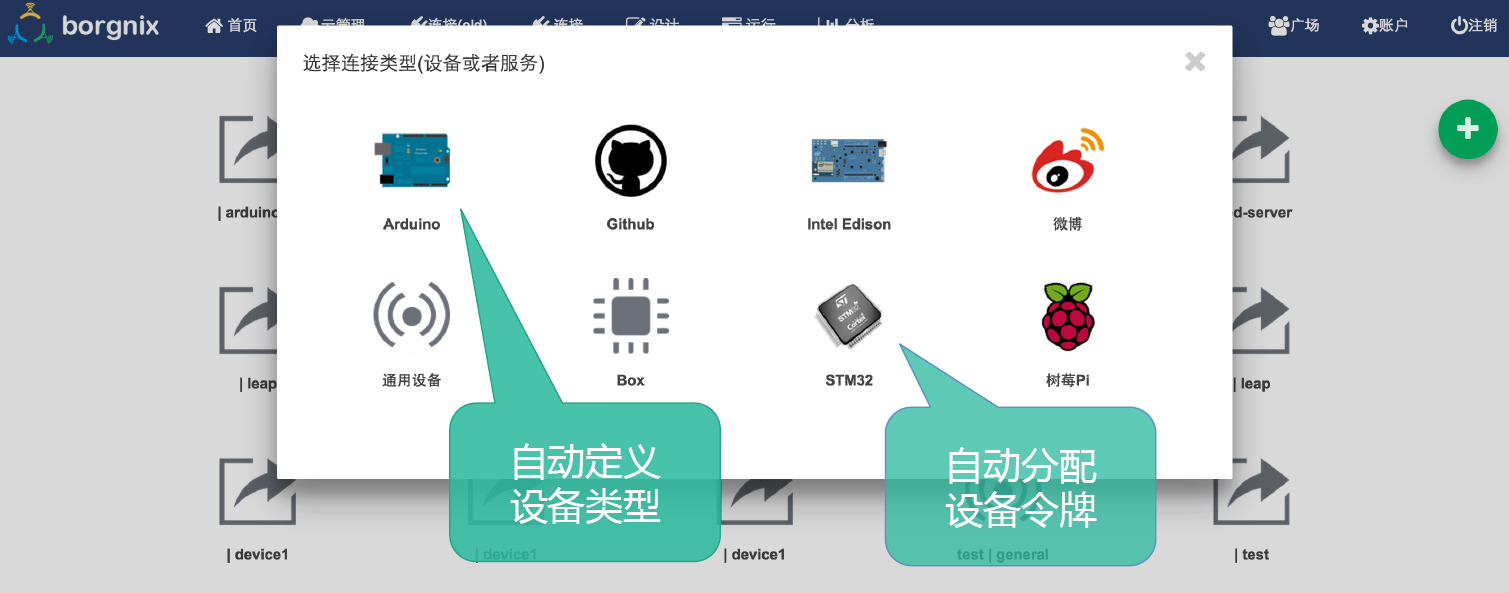 borgnix
首页
云管理
连接(old)
连接
设计
运行
分析
广场
账户
注销
选择连接类型(设备或者服务)
Arduino
Github
Intel Edison
微博
通用设备
Box
STM32
树莓Pi
自动定义
设备类型
自动分配
设备令牌
| arduino
d-server
| leap
| leap
| device1
| device1
| device1
test | general
| test